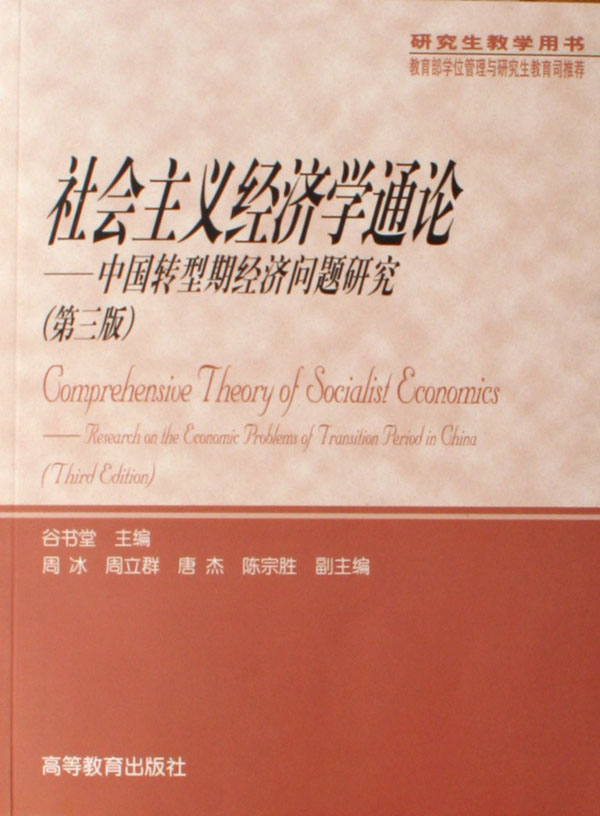 研究生教学用书
教育部学位管理与研究生教育司推荐
社会主义经济学通论
——中国转型期经济问题研究
(第三版)
Comprehensive Theory of Socialist Economics
—— Research on the Economic Problems of Transition Period in China
(Third Edition)
谷书堂 主编
周 冰 周立群 唐 杰 陈宗胜 副主编
高等教育出版社